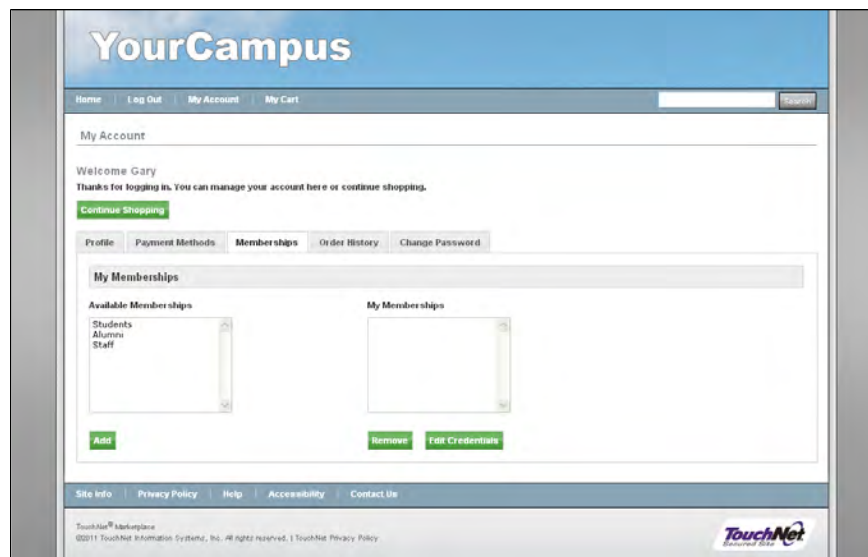 YourCampus
Home Log Out My Account My Cart Search
My Account
Welcome Gary
Thanks for logging in. You can manage your account here or continue shopping.
Continue Shopping
Profile Payment Methods Memberships Order History Change Password
My Memberships
Available Memberships My Memberships
Students
Alumni
Staff
Add Remove Edit Credentials
Site Info Privacy Policy Help Accessibility Contact Us
TouchNet® Marketplace
©2011 TouchNet Information Systems, Inc. All rights reserved. | TouchNet Privacy Policy
TouchNet
Secured Site